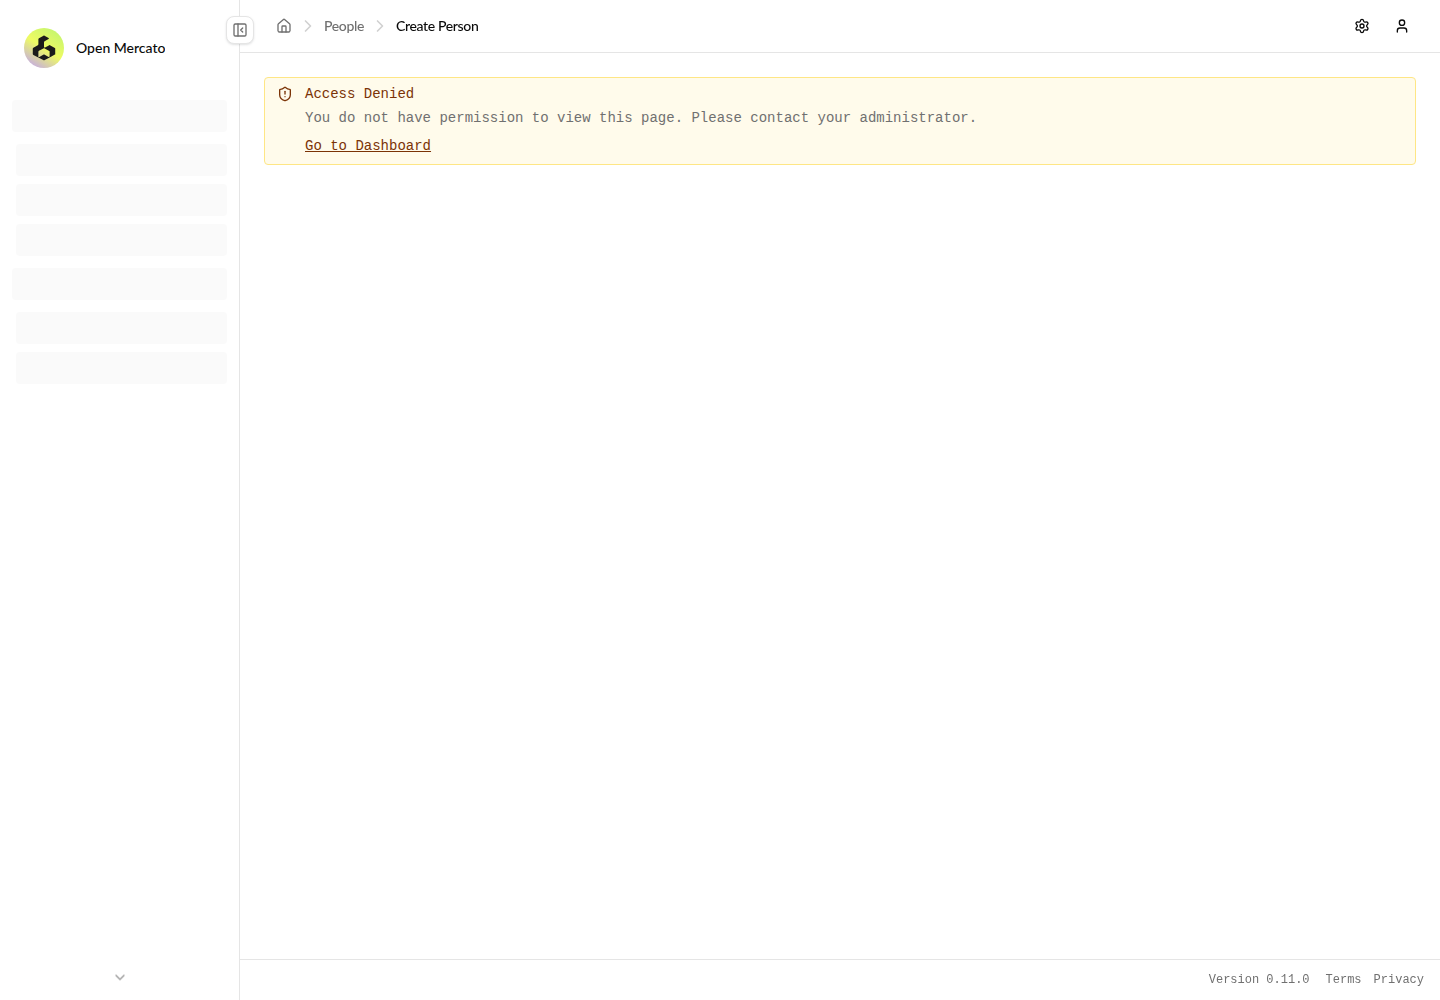 Open Mercato
People
Create Person
Access Denied
You do not have permission to view this page. Please contact your administrator.
Go to Dashboard
Version 0.11.0 Terms Privacy